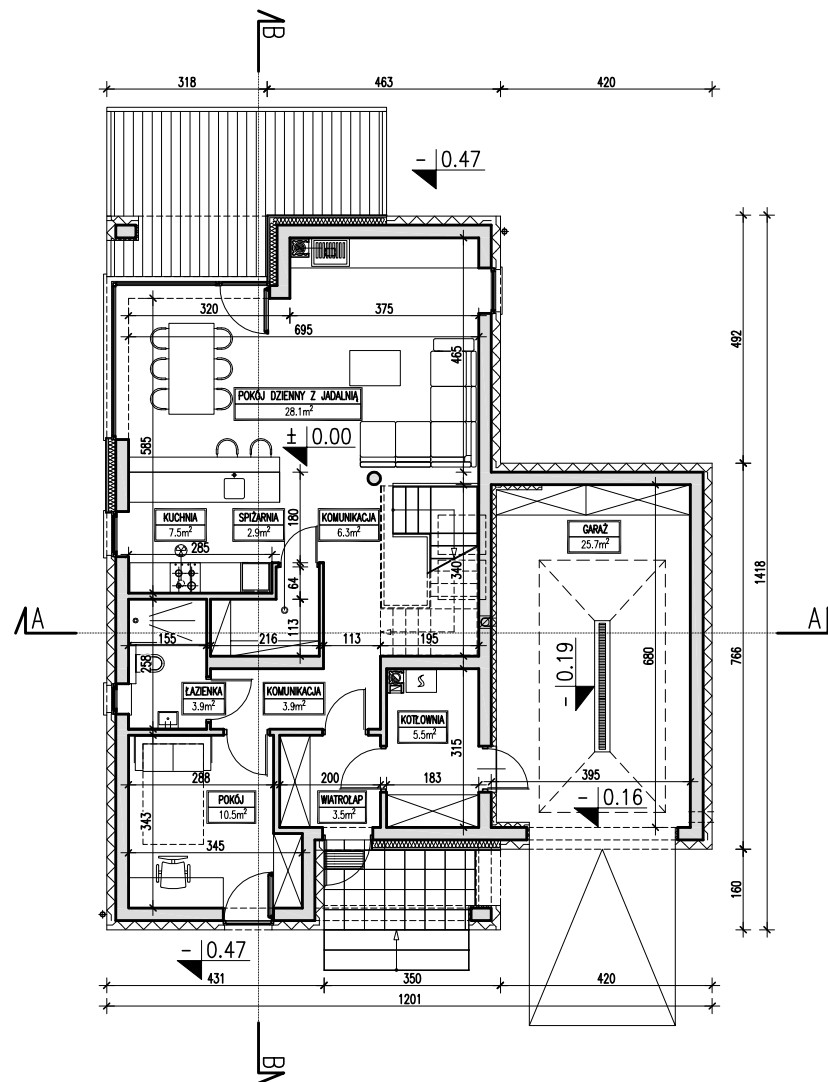 B
318
463
420
- 0.47
320
375
695
465
492
POKÓJ DZIENNY Z JADALNIĄ
28.1m²
± 0.00
585
KUCHNIA
7.5m²
SPIŻARNIA
2.9m²
KOMUNIKACJA
6.3m²
180
GARAŻ
25.7m²
285
64
340
1418
A
A
113
155
216
113
195
258
680
766
- 0.19
ŁAZIENKA
3.9m²
KOMUNIKACJA
3.9m²
KOTŁOWNIA
5.5m²
S
315
288
200
183
395
POKÓJ
10.5m²
WIATROŁAP
3.5m²
- 0.16
343
345
160
- 0.47
431
350
420
1201
B